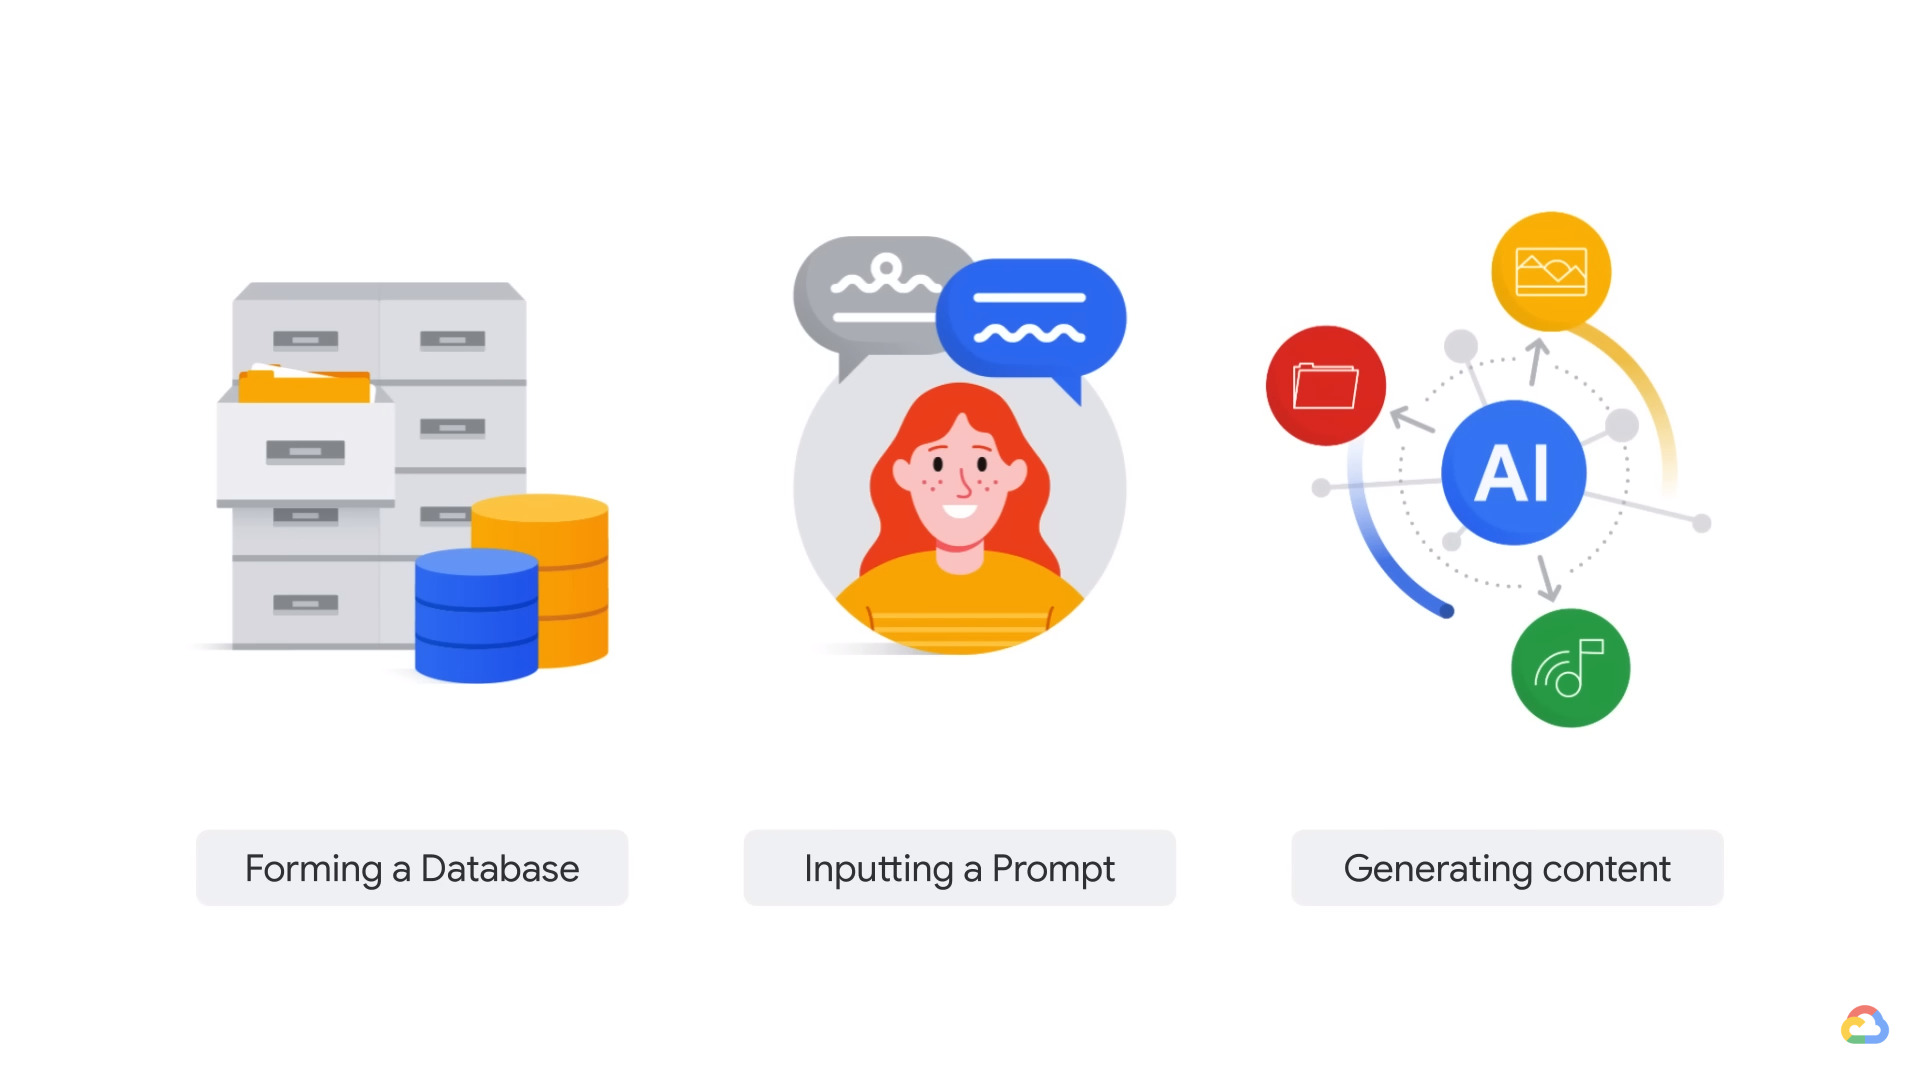 AI
Forming a Database
Inputting a Prompt
Generating content